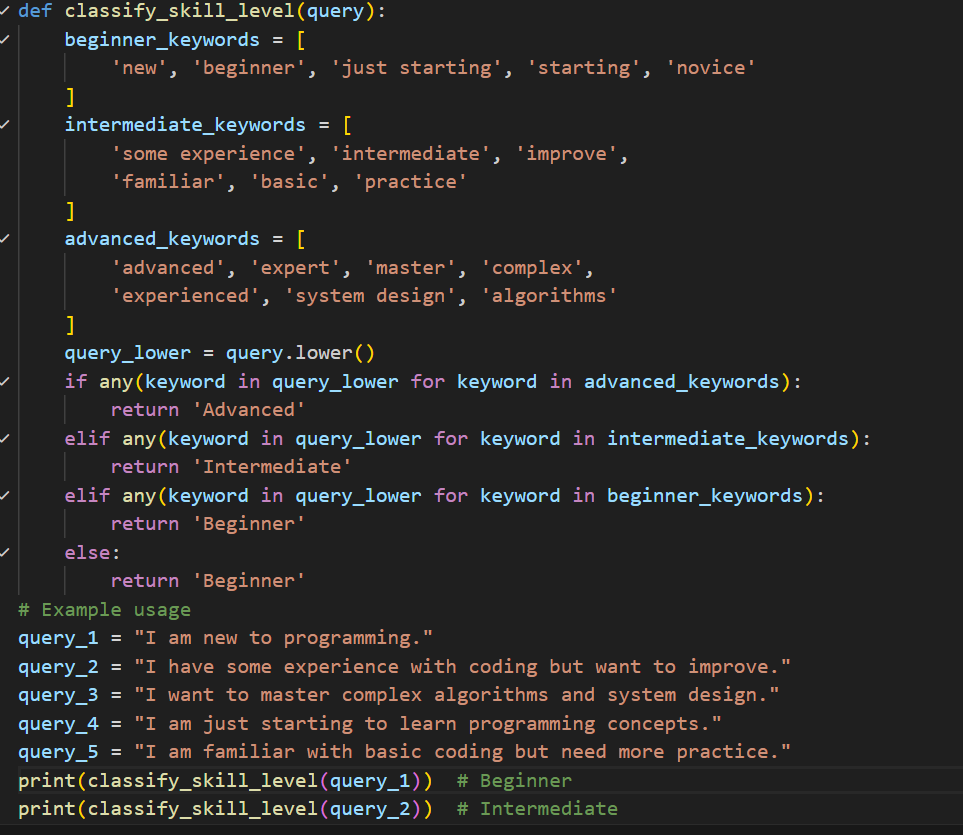 def classify_skill_level(query):
    beginner_keywords = [
        'new', 'beginner', 'just starting', 'starting', 'novice'
    ]
    intermediate_keywords = [
        'some experience', 'intermediate', 'improve',
        'familiar', 'basic', 'practice'
    ]
    advanced_keywords = [
        'advanced', 'expert', 'master', 'complex',
        'experienced', 'system design', 'algorithms'
    ]
    query_lower = query.lower()
    if any(keyword in query_lower for keyword in advanced_keywords):
        return 'Advanced'
    elif any(keyword in query_lower for keyword in intermediate_keywords):
        return 'Intermediate'
    elif any(keyword in query_lower for keyword in beginner_keywords):
        return 'Beginner'
    else:
        return 'Beginner'
# Example usage
query_1 = "I am new to programming."
query_2 = "I have some experience with coding but want to improve."
query_3 = "I want to master complex algorithms and system design."
query_4 = "I am just starting to learn programming concepts."
query_5 = "I am familiar with basic coding but need more practice."
print(classify_skill_level(query_1))  # Beginner
print(classify_skill_level(query_2))  # Intermediate